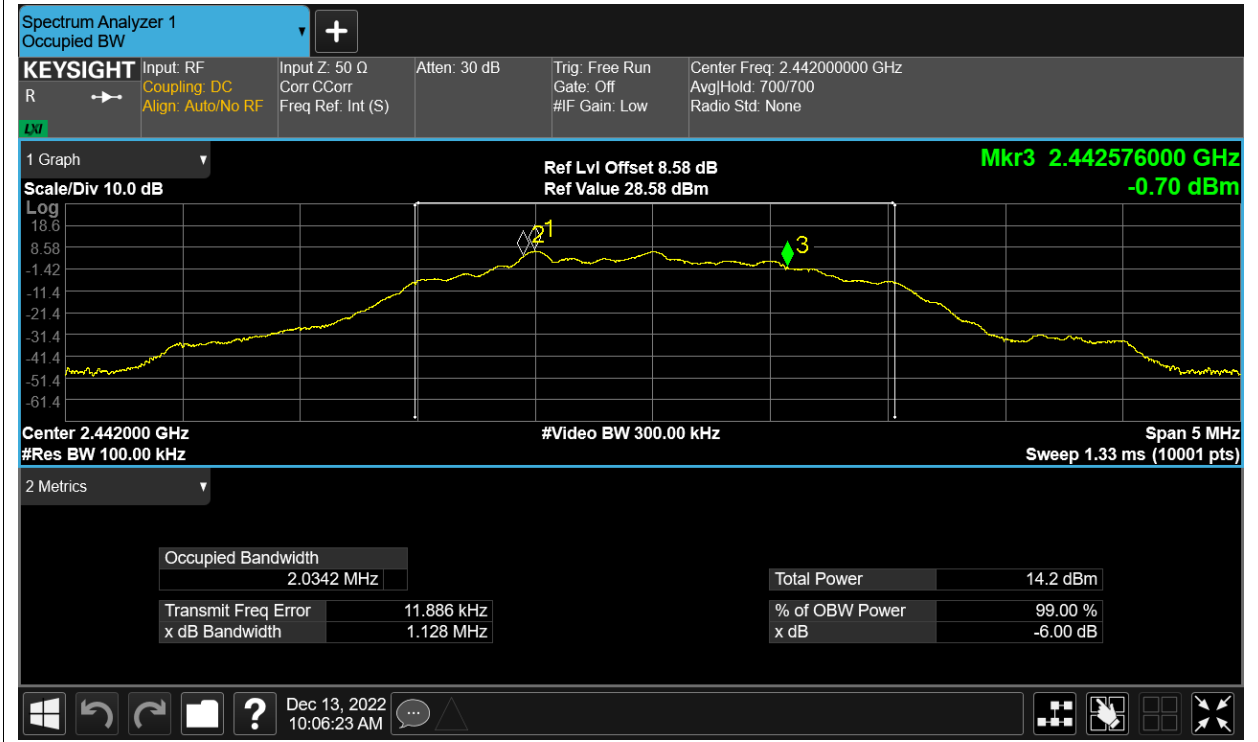 Spectrum Analyzer 1
Occupied BW
KEYSIGHT
R
LXI
Input: RF
Coupling: DC
Align: Auto/No RF
Input Z: 50 Ω
Corr CCorr
Freq Ref: Int (S)
Atten: 30 dB
Trig: Free Run
Gate: Off
#IF Gain: Low
Center Freq: 2.442000000 GHz
Avg|Hold: 700/700
Radio Std: None
1 Graph
Scale/Div 10.0 dB
Ref Lvl Offset 8.58 dB
Ref Value 28.58 dBm
Mkr3 2.442576000 GHz
-0.70 dBm
Log
18.6
8.58
-1.42
-11.4
-21.4
-31.4
-41.4
-51.4
-61.4
2
1
3
Center 2.442000 GHz
#Video BW 300.00 kHz
Span 5 MHz
#Res BW 100.00 kHz
Sweep 1.33 ms (10001 pts)
2 Metrics
Occupied Bandwidth
2.0342 MHz
Total Power 14.2 dBm
Transmit Freq Error 11.886 kHz
% of OBW Power 99.00 %
x dB Bandwidth 1.128 MHz
x dB -6.00 dB
?
Dec 13, 2022
10:06:23 AM